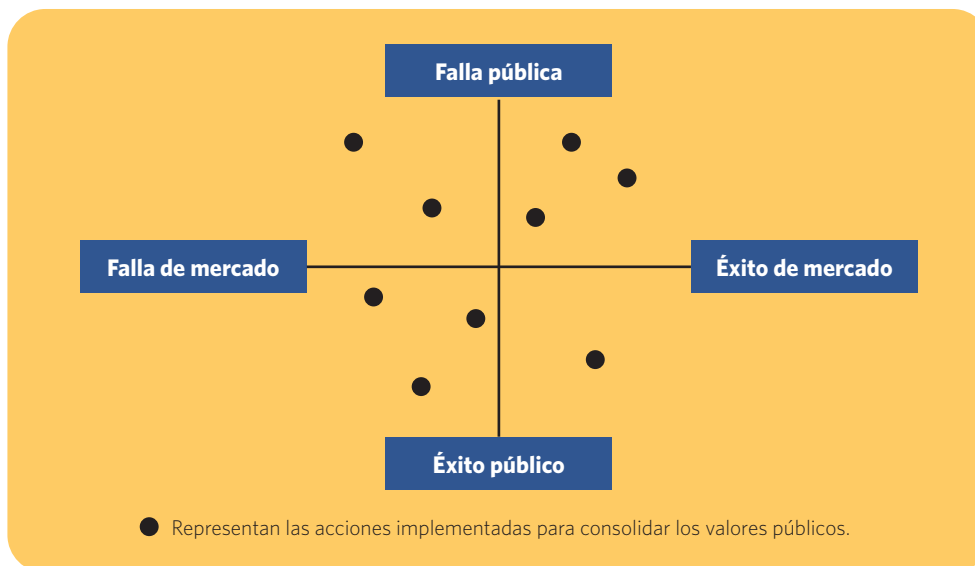 Falla pública
Falla de mercado
Éxito de mercado
Éxito público
Representan las acciones implementadas para consolidar los valores públicos.